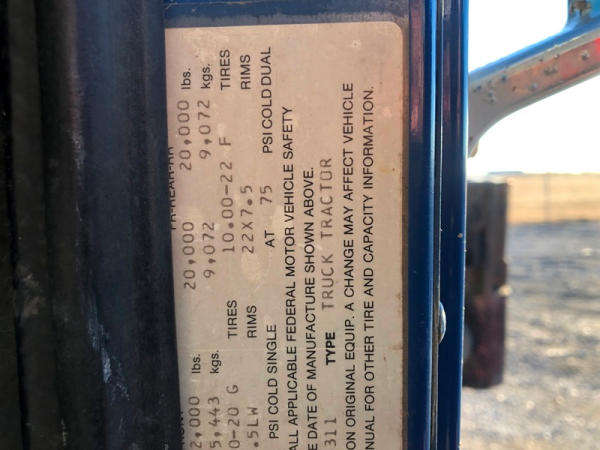 2,000 lbs. 20,000 20,000 lbs.
5,443 kgs. 9,072 9,072 kgs.
0-20 G TIRES 10.00-22 F TIRES
.5LW RIMS 22X7.5 RIMS
PSI COLD SINGLE AT 75 PSI COLD DUAL
ALL APPLICABLE FEDERAL MOTOR VEHICLE SAFETY
E DATE OF MANUFACTURE SHOWN ABOVE.
311 TYPE TRUCK TRACTOR
ON ORIGINAL EQUIP. A CHANGE MAY AFFECT VEHICLE
NUAL FOR OTHER TIRE AND CAPACITY INFORMATION.